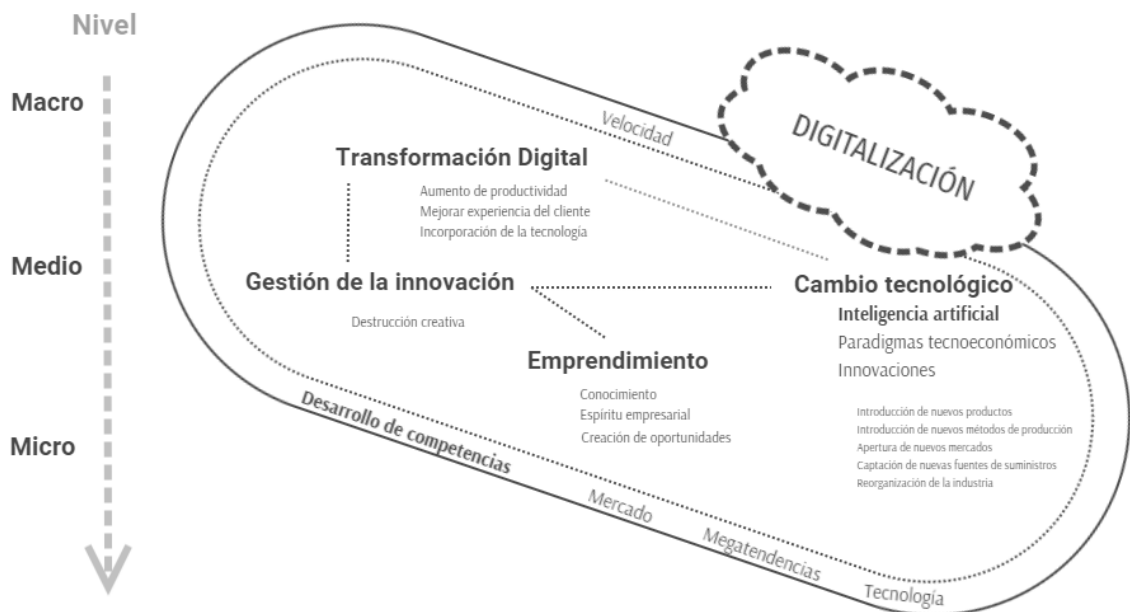 Nivel
Macro
Medio
Micro
Velocidad
DIGITALIZACIÓN
Transformación Digital
Aumento de productividad
Mejorar experiencia del cliente
Incorporación de la tecnología
Gestión de la innovación
Destrucción creativa
Emprendimiento
Conocimiento
Espíritu empresarial
Creación de oportunidades
Cambio tecnológico
Inteligencia artificial
Paradigmas tecnoeconómicos
Innovaciones
Introducción de nuevos productos
Introducción de nuevos métodos de producción
Apertura de nuevos mercados
Captación de nuevas fuentes de suministros
Reorganización de la industria
Desarrollo de competencias
Mercado
Megatendencias
Tecnología